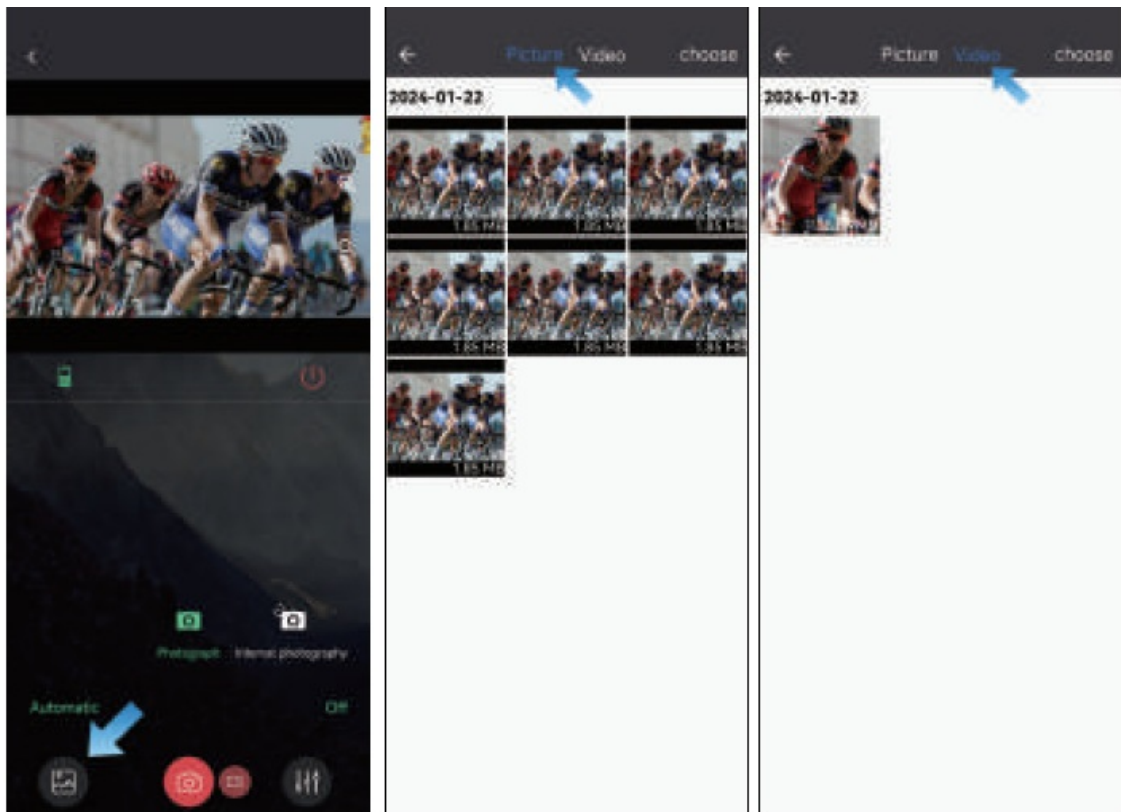 Photograph
Internal photography
Automatic
Off
Picture
Video
choose
2024-01-22
1.85 MB
1.85 MB
1.85 MB
1.85 MB
1.85 MB
1.85 MB
1.85 MB
Picture
Video
choose
2024-01-22